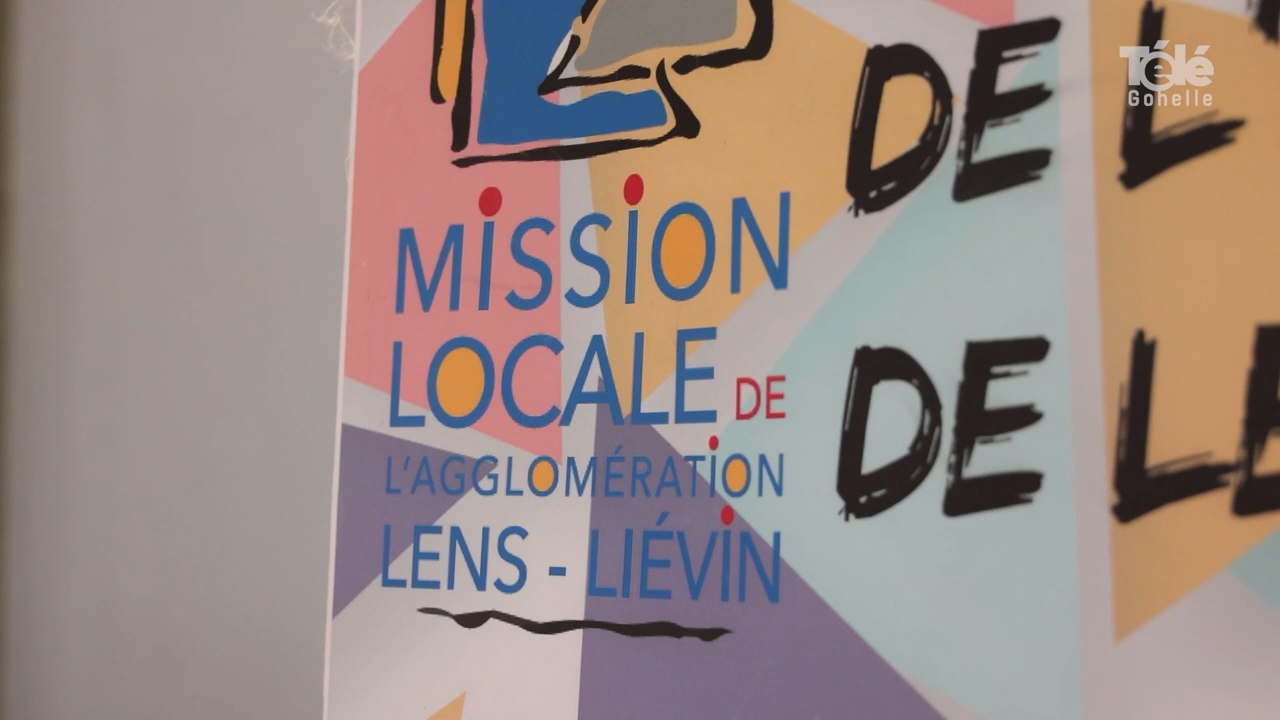 Télé
Gohelle
MISSION
LOCALE DE
L'AGGLOMÉRATION
LENS - LIÉVIN
DE
DE